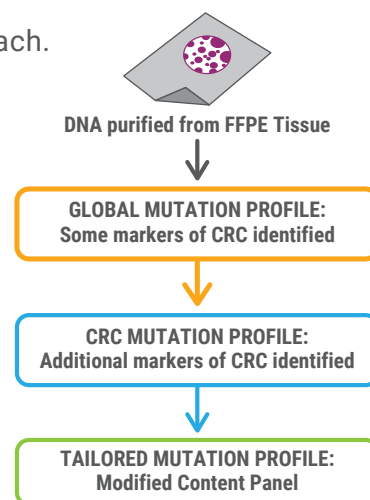 ach.
DNA purified from FFPE Tissue
GLOBAL MUTATION PROFILE:
Some markers of CRC identified
CRC MUTATION PROFILE:
Additional markers of CRC identified
TAILORED MUTATION PROFILE:
Modified Content Panel